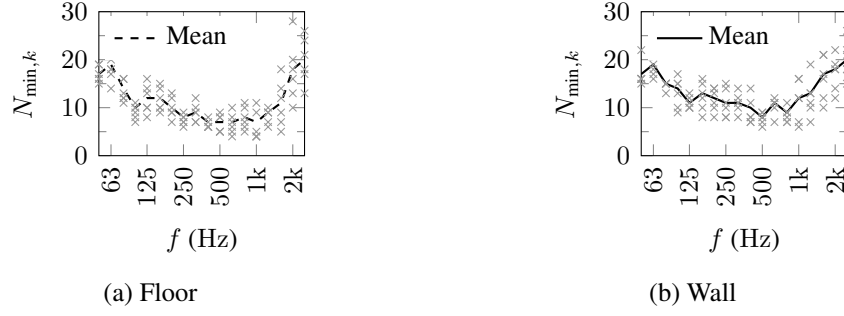 30
20
10
0
N_min,k
Mean
63
125
250
500
1k
2k
f (Hz)
(a) Floor
30
20
10
0
N_min,k
Mean
63
125
250
500
1k
2k
f (Hz)
(b) Wall